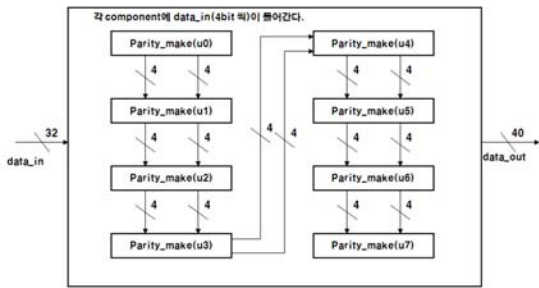 각 component에 data_in(4bit 씩)이 들어간다.
Parity_make(u0)
4 4
Parity_make(u1)
4 4
Parity_make(u2)
4 4
Parity_make(u3)
4 4
Parity_make(u4)
4 4
Parity_make(u5)
4 4
Parity_make(u6)
4 4
Parity_make(u7)
32
data_in
40
data_out